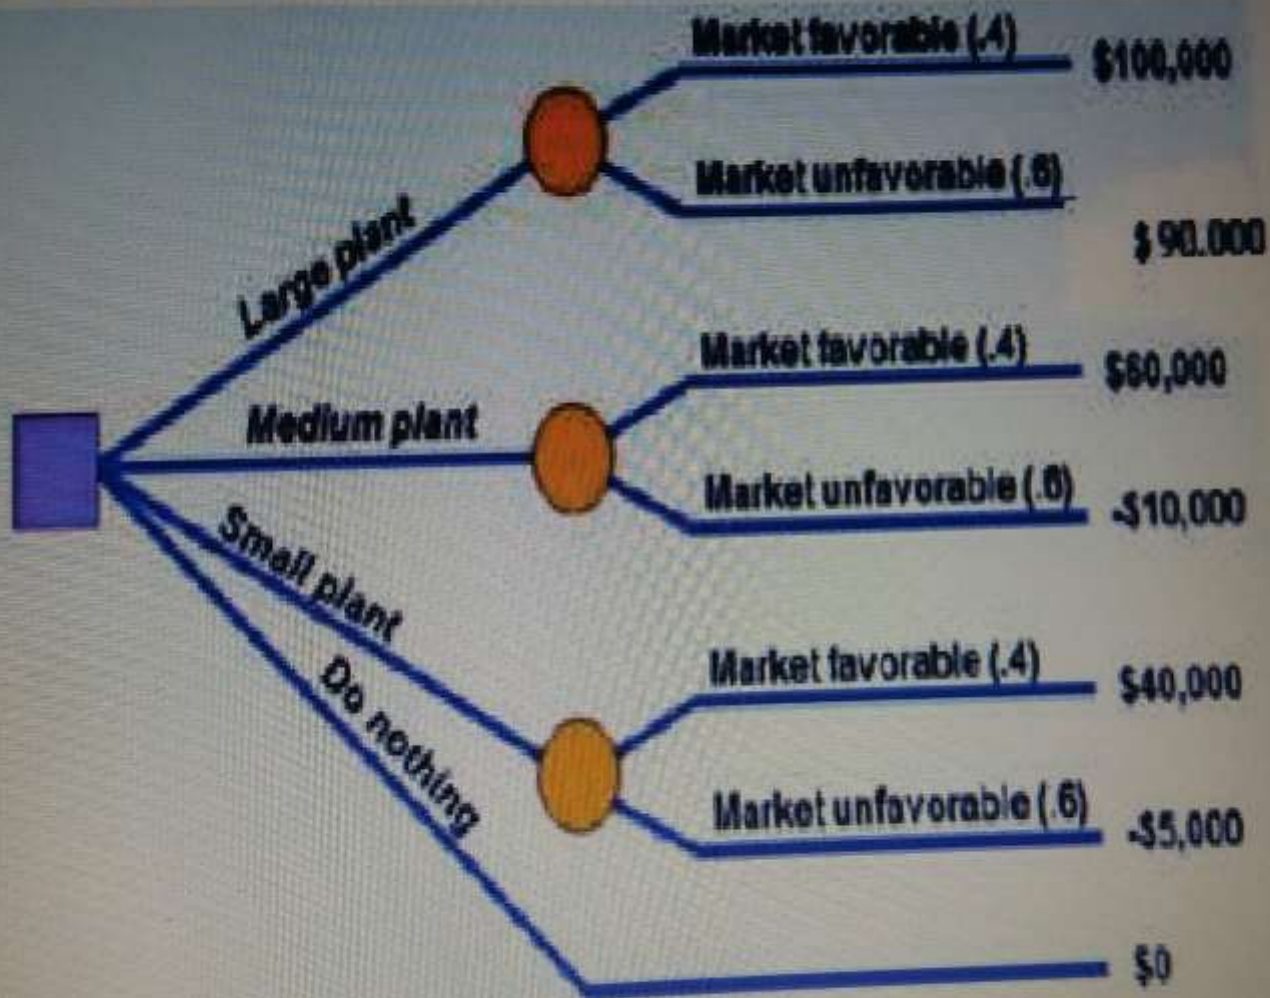 Market favorable (.4)
$100,000
Market unfavorable (.6)
$ 90.000
Large plant
Market favorable (.4)
$60,000
Medium plant
Market unfavorable (.6)
-$10,000
Small plant
Market favorable (.4)
$40,000
Do nothing
Market unfavorable (.6)
-$5,000
$0